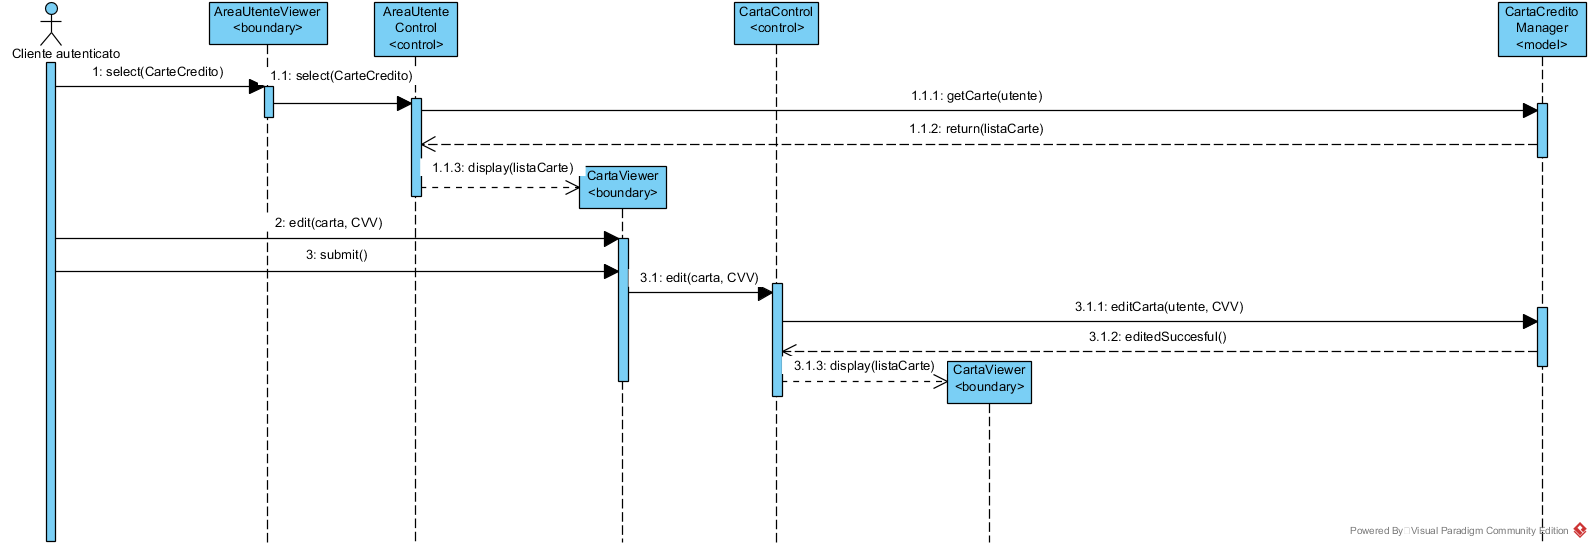 AreaUtenteViewer
<boundary>
AreaUtente
Control
<control>
CartaControl
<control>
CartaCredito
Manager
<model>
Cliente autenticato
1: select(CarteCredito)
1.1: select(CarteCredito)
1.1.1: getCarte(utente)
1.1.2: return(listaCarte)
1.1.3: display(listaCarte)
CartaViewer
<boundary>
2: edit(carta, CVV)
3: submit()
3.1: edit(carta, CVV)
3.1.1: editCarta(utente, CVV)
3.1.2: editedSuccesful()
3.1.3: display(listaCarte)
CartaViewer
<boundary>
Powered By Visual Paradigm Community Edition